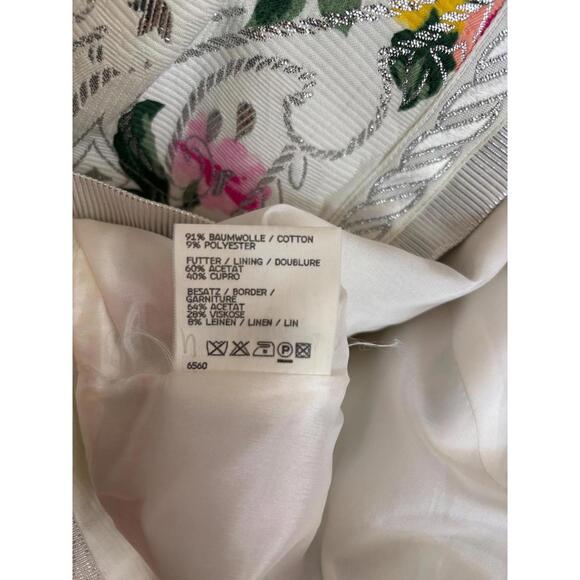 91% BAUMWOLLE / COTTON
9% POLYESTER
FUTTER / LINING / DOUBLURE
60% ACETAT
40% CUPRO
BESATZ / BORDER /
GARNITURE
64% ACETAT
28% VISKOSE
8% LEINEN / LINEN / LIN
P
6560